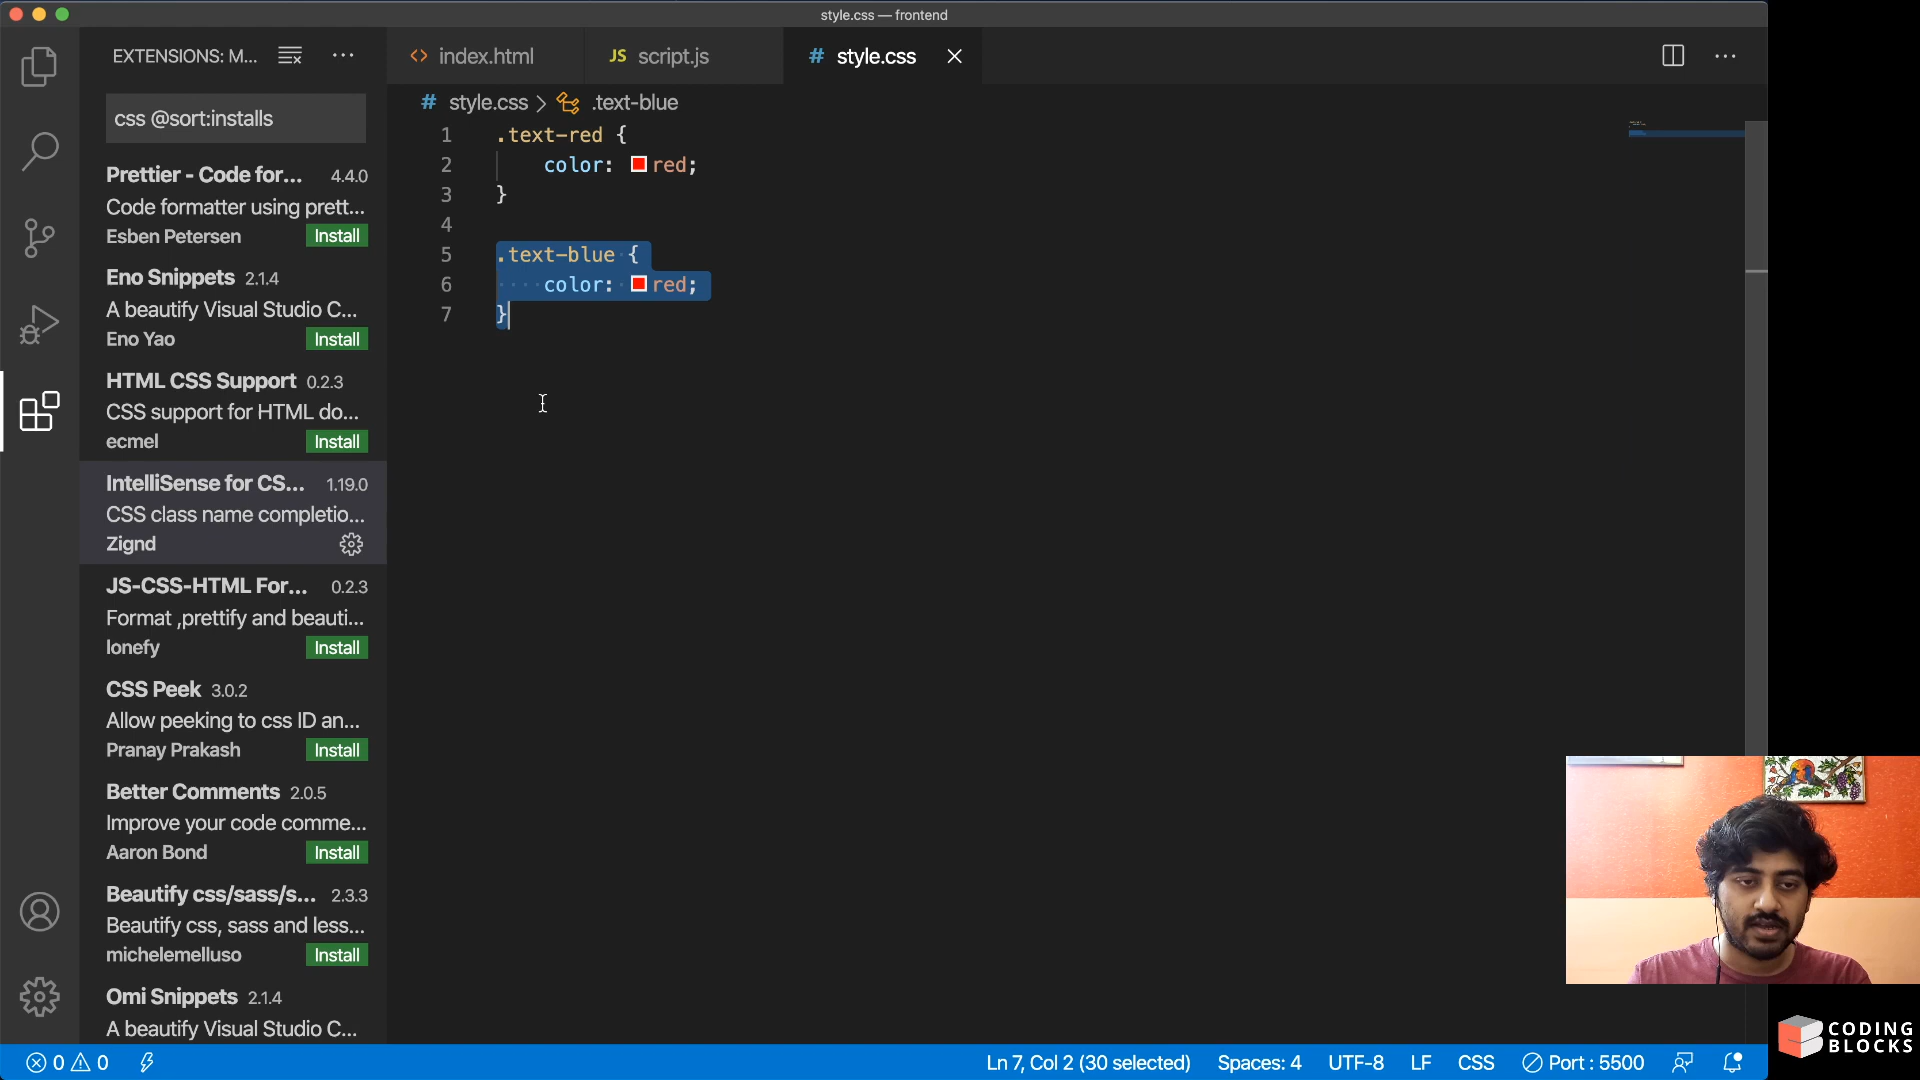 style.css — frontend
EXTENSIONS: M...
index.html
JS script.js
# style.css
css @sort:installs
# style.css > .text-blue
1 .text-red {
2 color: red;
3 }
4
5 .text-blue {
6 color: red;
7 }
Prettier - Code for... 4.4.0
Code formatter using prett...
Esben Petersen Install
Eno Snippets 2.1.4
A beautify Visual Studio C...
Eno Yao Install
HTML CSS Support 0.2.3
CSS support for HTML do...
ecmel Install
IntelliSense for CS... 1.19.0
CSS class name completio...
Zignd
JS-CSS-HTML For... 0.2.3
Format ,prettify and beauti...
lonefy Install
CSS Peek 3.0.2
Allow peeking to css ID an...
Pranay Prakash Install
Better Comments 2.0.5
Improve your code comme...
Aaron Bond Install
Beautify css/sass/s... 2.3.3
Beautify css, sass and less...
michelemelluso Install
Omi Snippets 2.1.4
A beautify Visual Studio C...
0 0
Ln 7, Col 2 (30 selected) Spaces: 4 UTF-8 LF CSS Port : 5500
CODING
BLOCKS